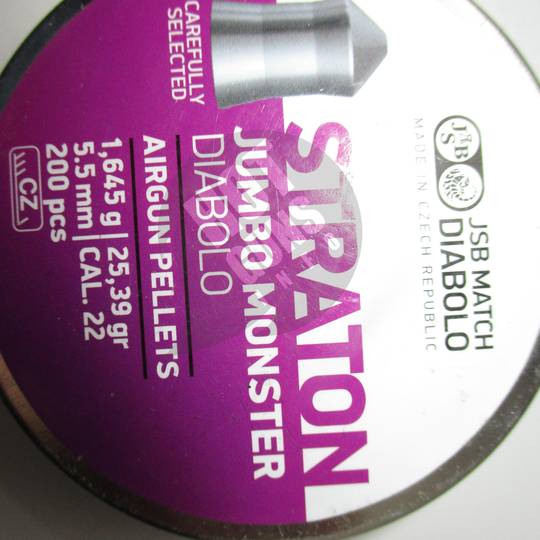 JSB
JSB MATCH
DIABOLO
MADE IN CZECH REPUBLIC
STRATON
JUMBO MONSTER
DIABOLO
CAREFULLY
SELECTED
AIRGUN PELLETS
1,645 g | 25,39 gr
5.5 mm | CAL. 22
200 pcs
CZ